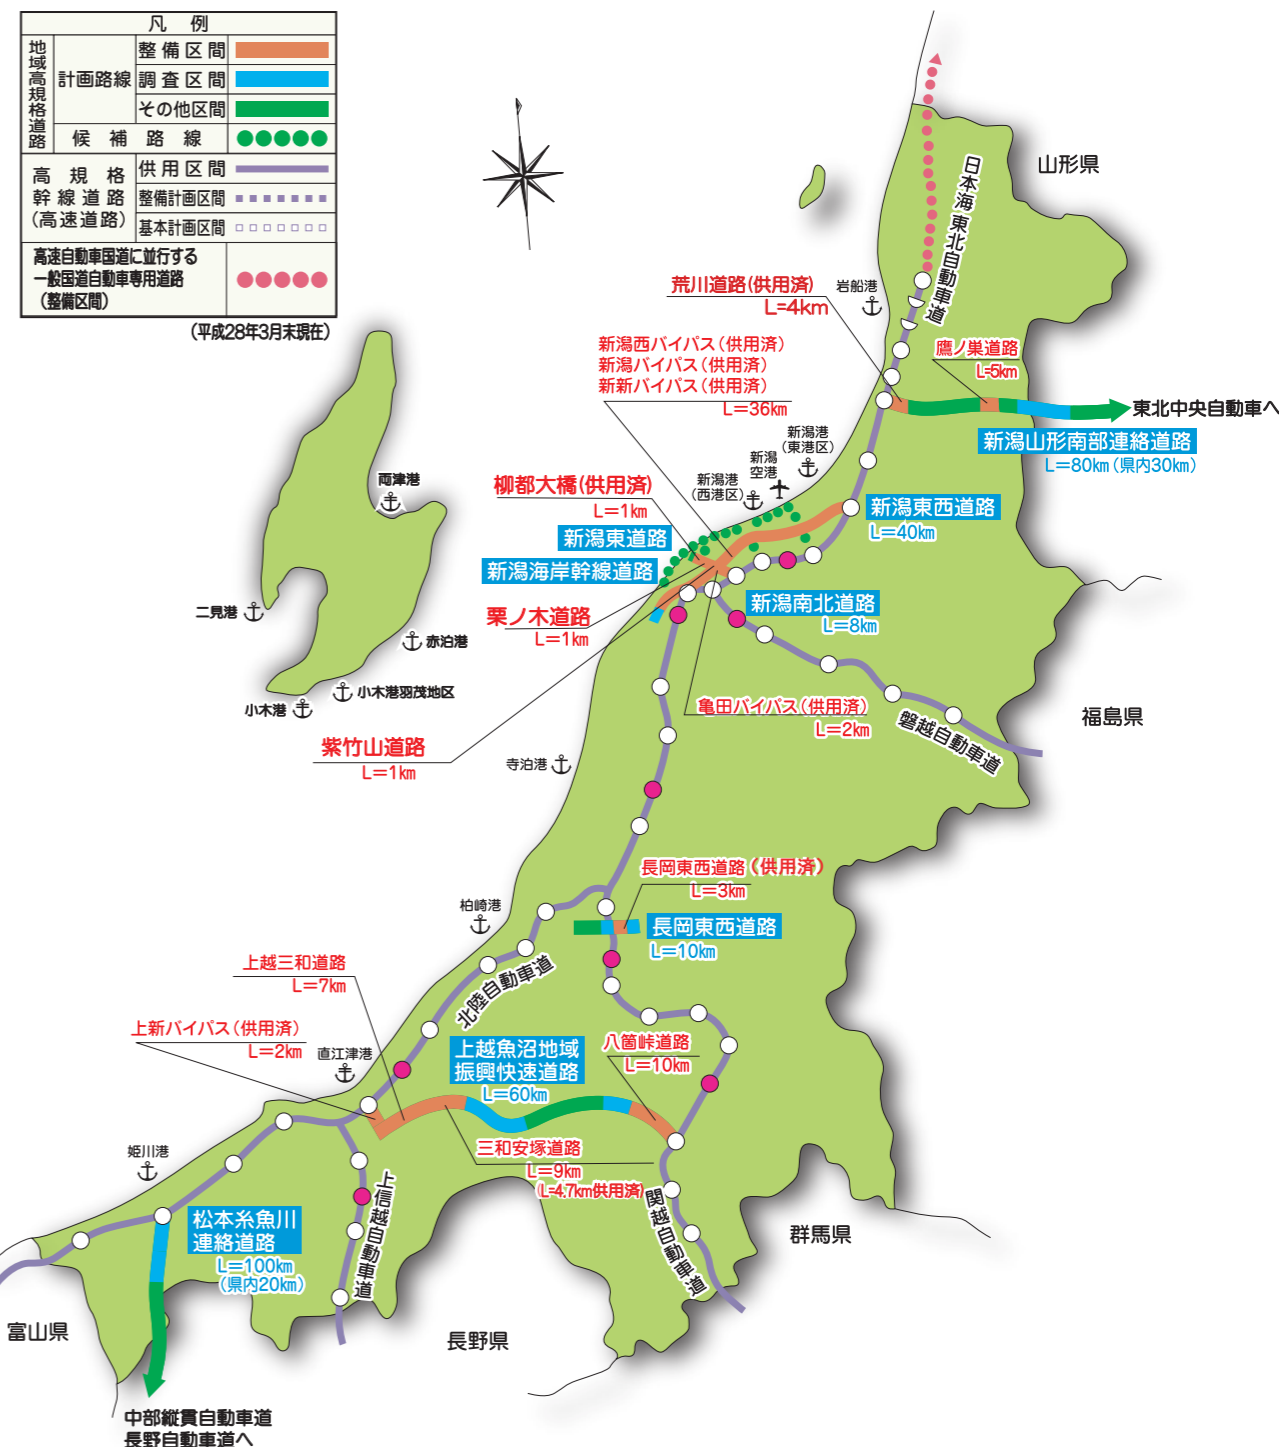 凡例
地域高規格道路
計画路線
整備区間
調査区間
その他区間
候補路線
高規格
幹線道路
(高速道路)
供用区間
整備計画区間
基本計画区間
高速自動車国道に並行する
一般国道自動車専用道路
(整備区間)
(平成28年3月末現在)
山形県
日本海東北自動車道
荒川道路(供用済)
L=4km
岩船港
新潟西バイパス(供用済)
新潟バイパス(供用済)
新新バイパス(供用済)
L=36km
鷹ノ巣道路
L=5km
東北中央自動車へ
新潟山形南部連絡道路
L=80km(県内30km)
新潟港
(東港区)
新潟
空港
新潟港
(西港区)
柳都大橋(供用済)
L=1km
新潟東西道路
L=40km
両津港
新潟東道路
新潟海岸幹線道路
栗ノ木道路
L=1km
新潟南北道路
L=8km
二見港
赤泊港
小木港羽茂地区
小木港
亀田バイパス(供用済)
L=2km
磐越自動車道
福島県
紫竹山道路
L=1km
寺泊港
長岡東西道路(供用済)
L=3km
柏崎港
長岡東西道路
L=10km
北陸自動車道
上越三和道路
L=7km
上新バイパス(供用済)
L=2km
直江津港
上越魚沼地域
振興快速道路
L=60km
八箇峠道路
L=10km
三和安塚道路
L=9km
(L=4.7km供用済)
姫川港
上信越自動車道
関越自動車道
群馬県
松本糸魚川
連絡道路
L=100km
(県内20km)
富山県
長野県
中部縦貫自動車道
長野自動車道へ